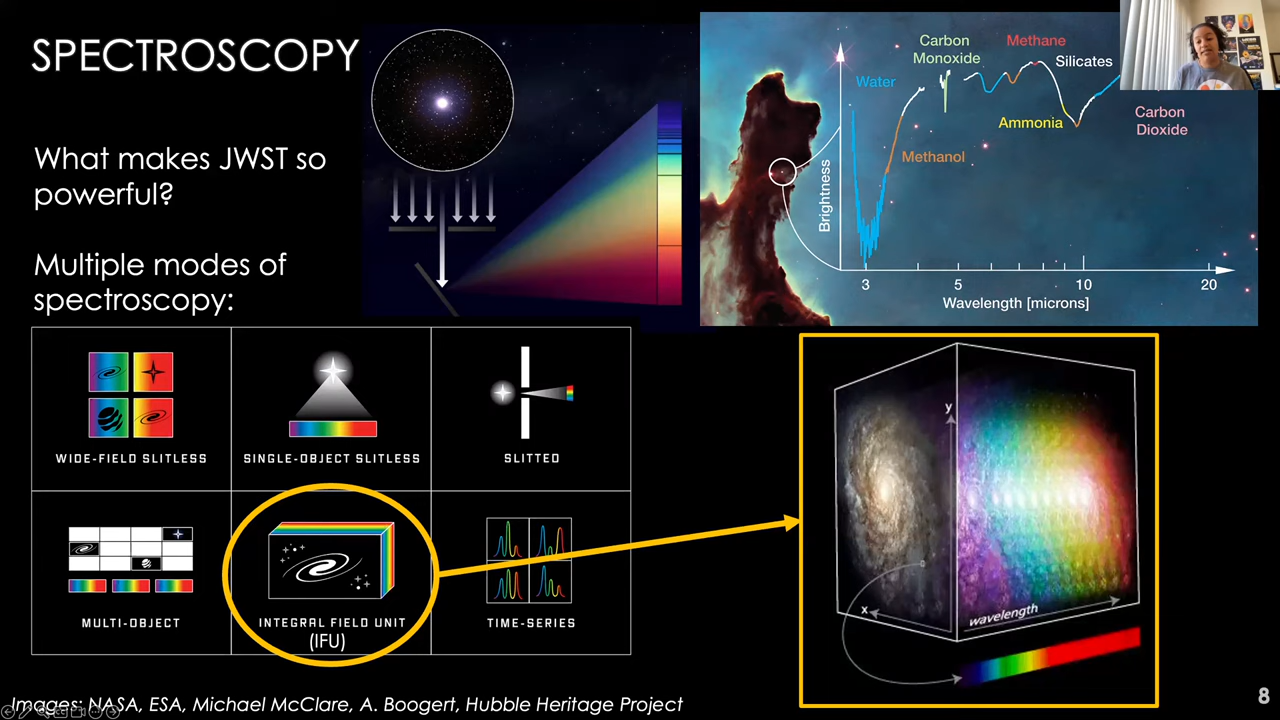 SPECTROSCOPY
What makes JWST so
powerful?
Multiple modes of
spectroscopy:
Water
Carbon
Monoxide
Methane
Silicates
Ammonia
Methanol
Carbon
Dioxide
Brightness
3
5
10
20
Wavelength [microns]
WIDE-FIELD SLITLESS
SINGLE-OBJECT SLITLESS
SLITTED
MULTI-OBJECT
INTEGRAL FIELD UNIT
(IFU)
TIME-SERIES
y
x
wavelength
Images: NASA, ESA, Michael McClare, A. Boogert, Hubble Heritage Project
8